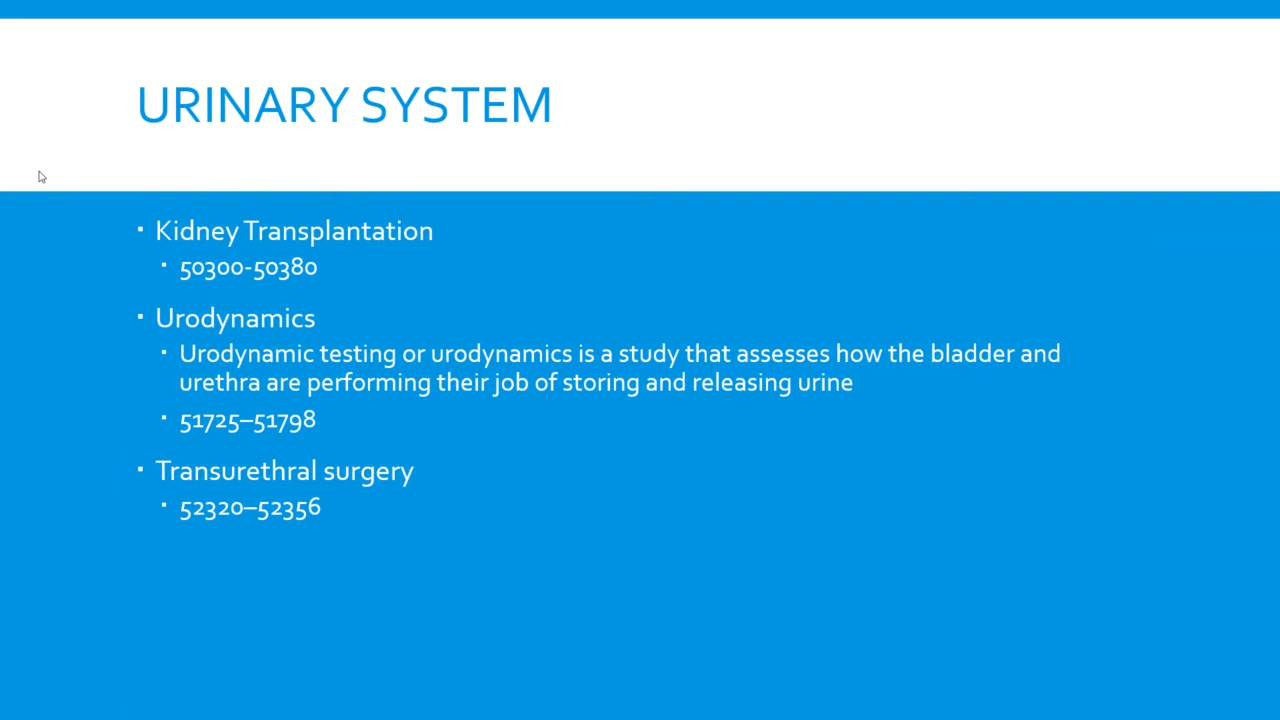 URINARY SYSTEM
▪ Kidney Transplantation
▪ 50300-50380
▪ Urodynamics
▪ Urodynamic testing or urodynamics is a study that assesses how the bladder and
urethra are performing their job of storing and releasing urine
▪ 51725–51798
▪ Transurethral surgery
▪ 52320–52356